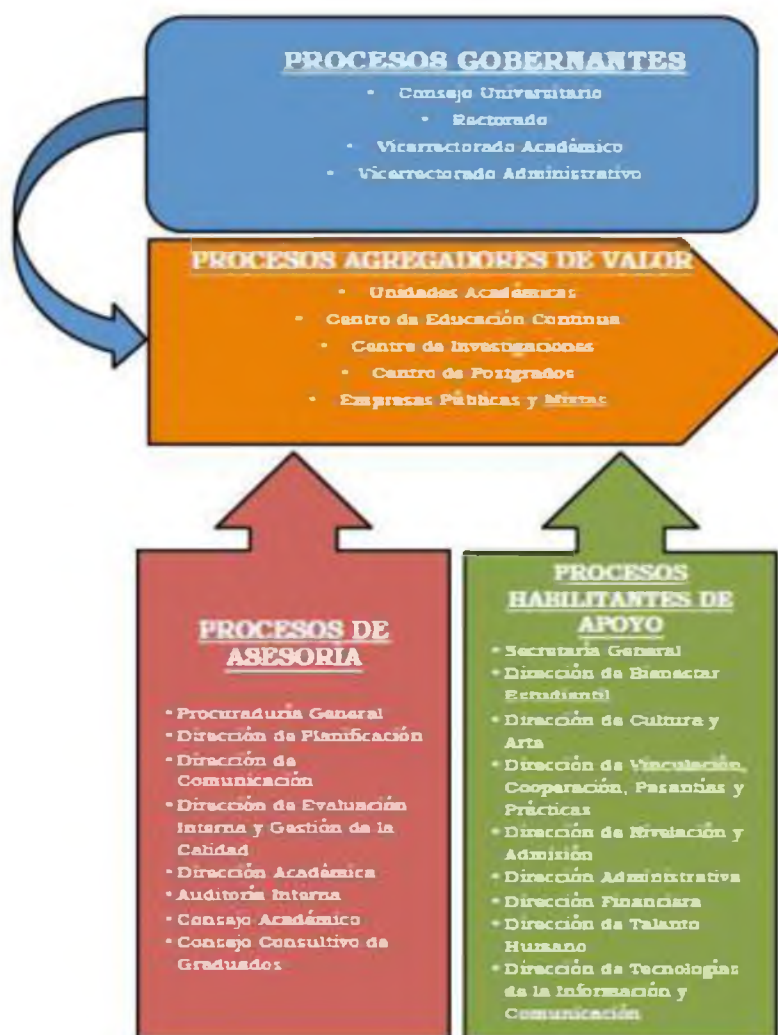 PROCESOS GOBERNANTES
• Consejo Universitario
• Rectorado
• Vicerrectorado Académico
• Vicerrectorado Administrativo
PROCESOS AGREGADORES DE VALOR
• Unidades Académicas
• Centro de Educación Continua
• Centro de Investigaciones
• Centro de Postgrados
• Empresas Públicas y Mixtas
PROCESOS DE
ASESORIA
• Procuraduría General
• Dirección de Planificación
• Dirección de
Comunicación
• Dirección de Evaluación
Interna y Gestión de la
Calidad
• Dirección Académica
• Auditoría Interna
• Consejo Académico
• Consejo Consultivo de
Graduados
PROCESOS
HABILITANTES DE
APOYO
• Secretaría General
• Dirección de Bienestar
Estudiantil
• Dirección de Cultura y
Arte
• Dirección de Vinculación,
Cooperación, Pasantías y
Prácticas
• Dirección de Nivelación y
Admisión
• Dirección Administrativa
• Dirección Financiera
• Dirección de Talento
Humano
• Dirección de Tecnologías
de la Información y
Comunicación